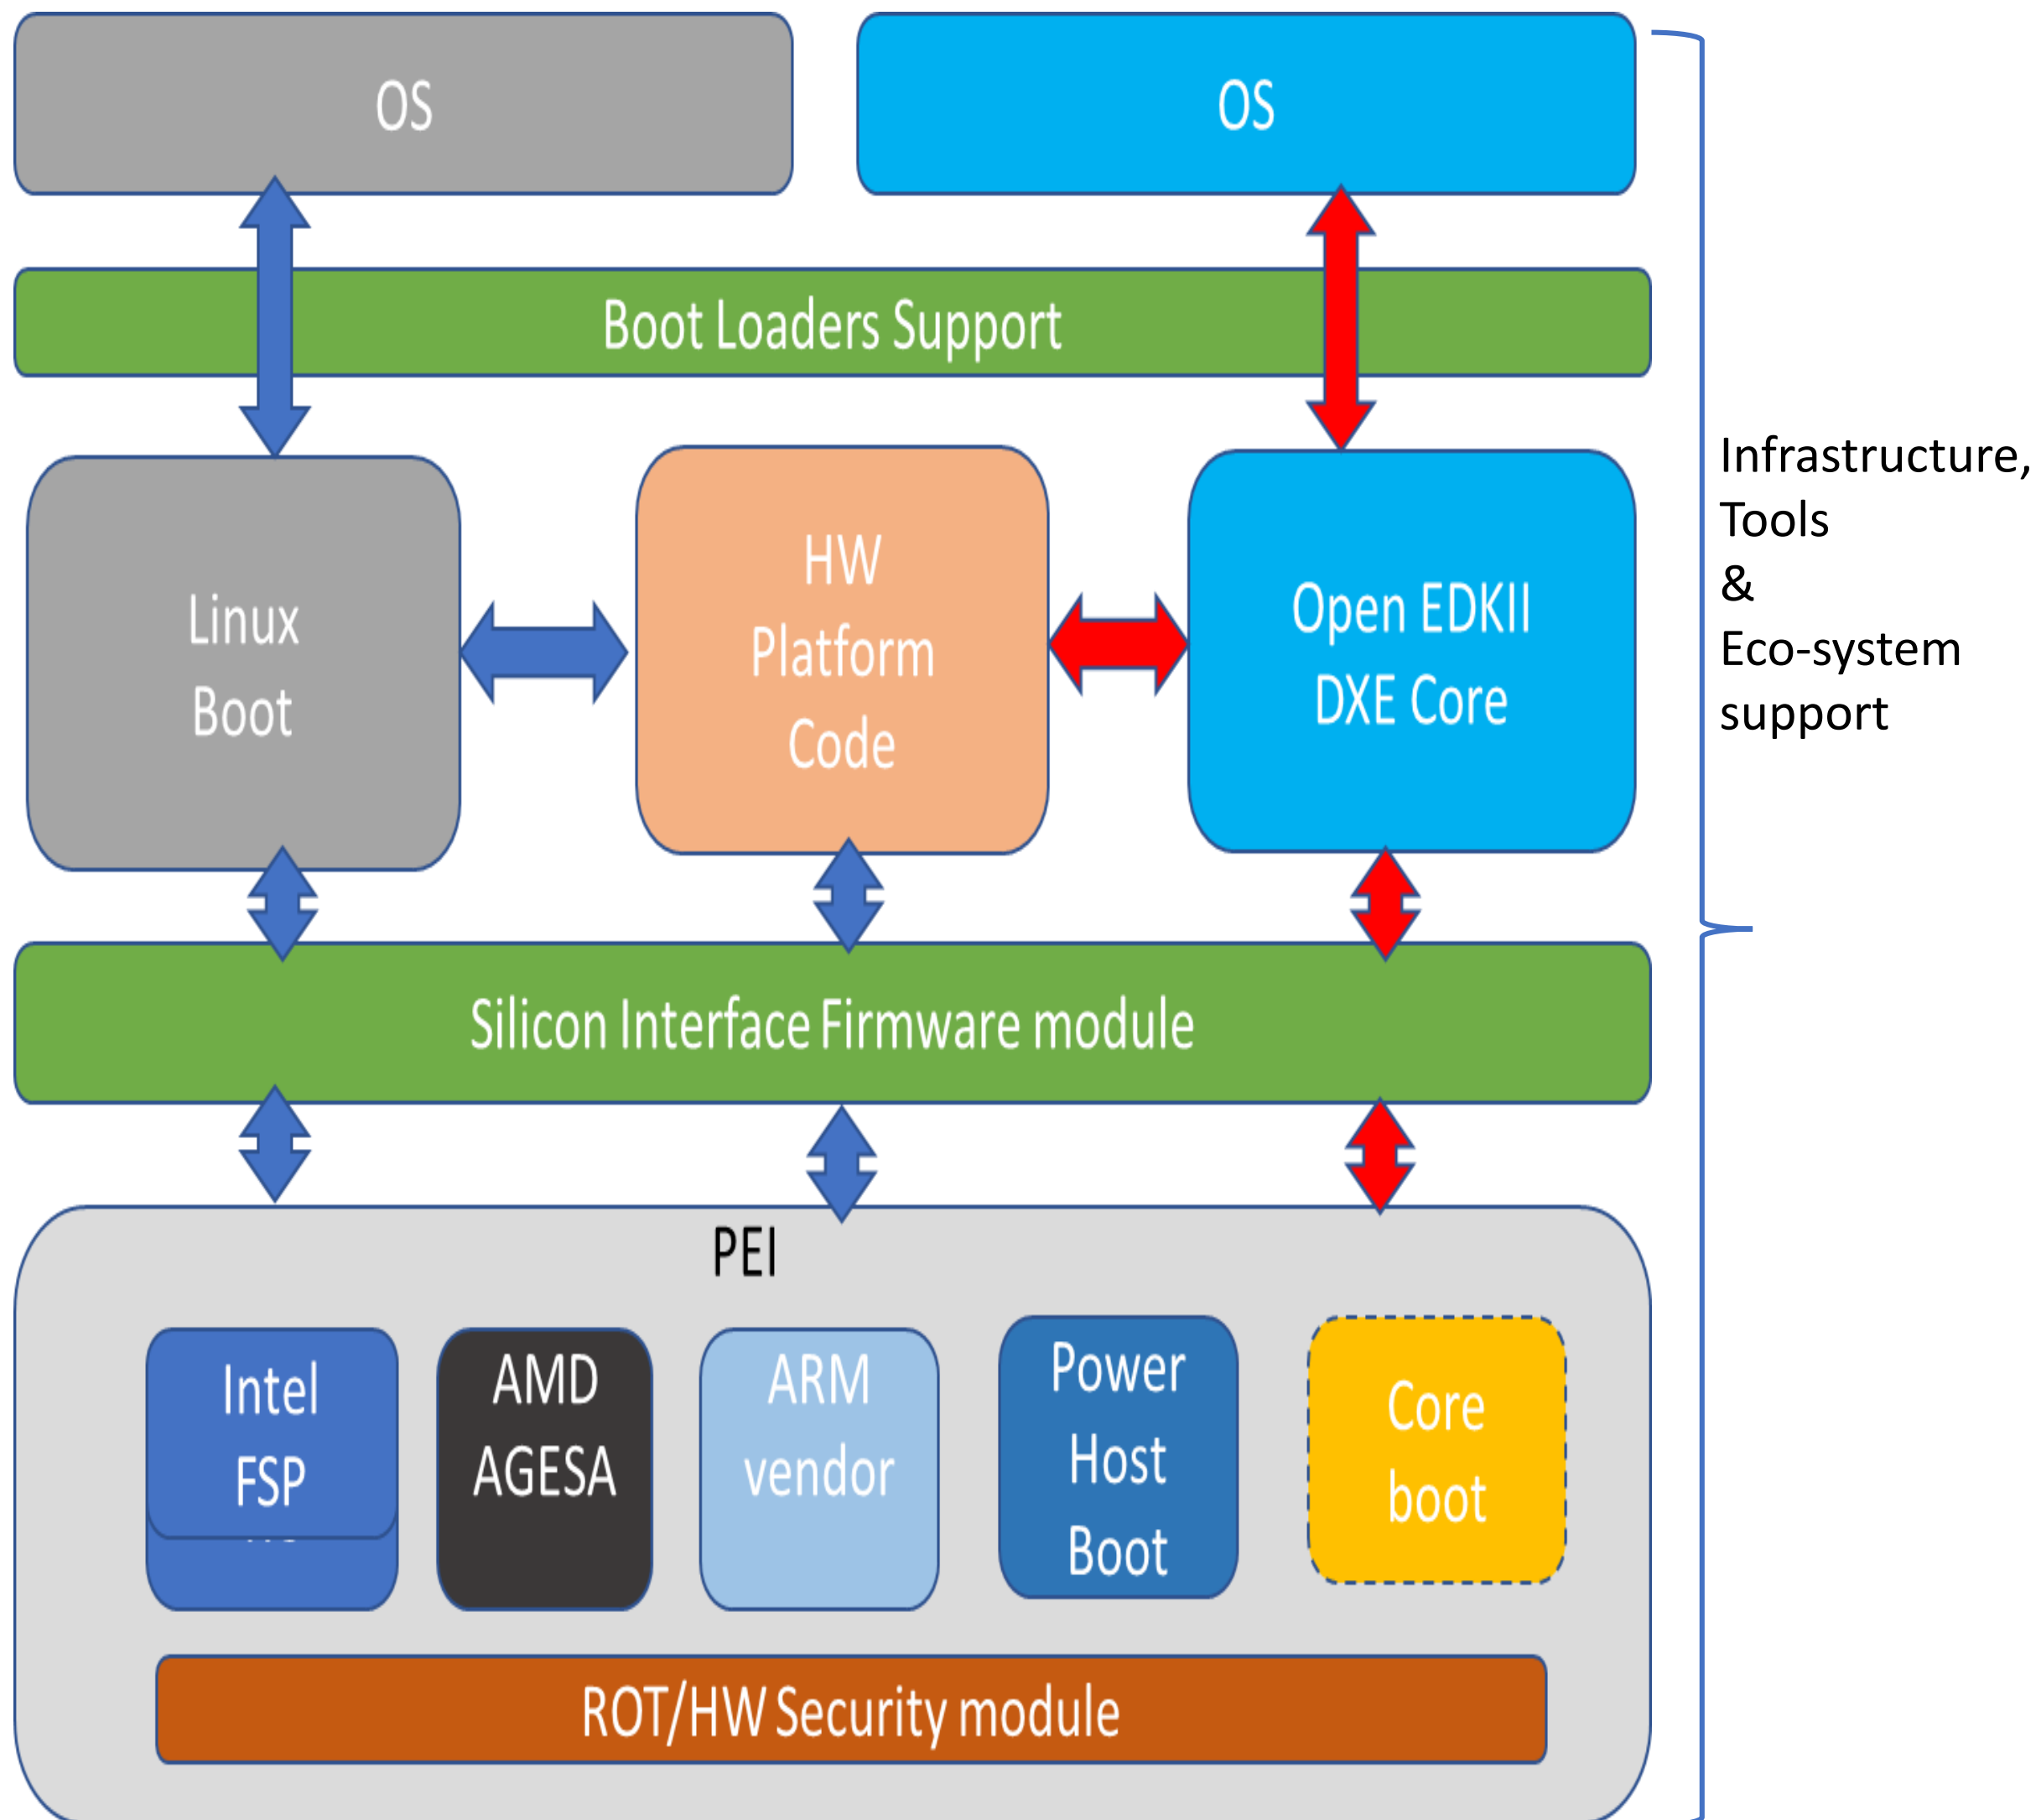 OS
OS
Boot Loaders Support
Linux
Boot
HW
Platform
Code
Open EDKII
DXE Core
Infrastructure,
Tools
&
Eco-system
support
Silicon Interface Firmware module
PEI
Intel
FSP
AMD
AGESA
ARM
vendor
Power
Host
Boot
Core
boot
ROT/HW Security module